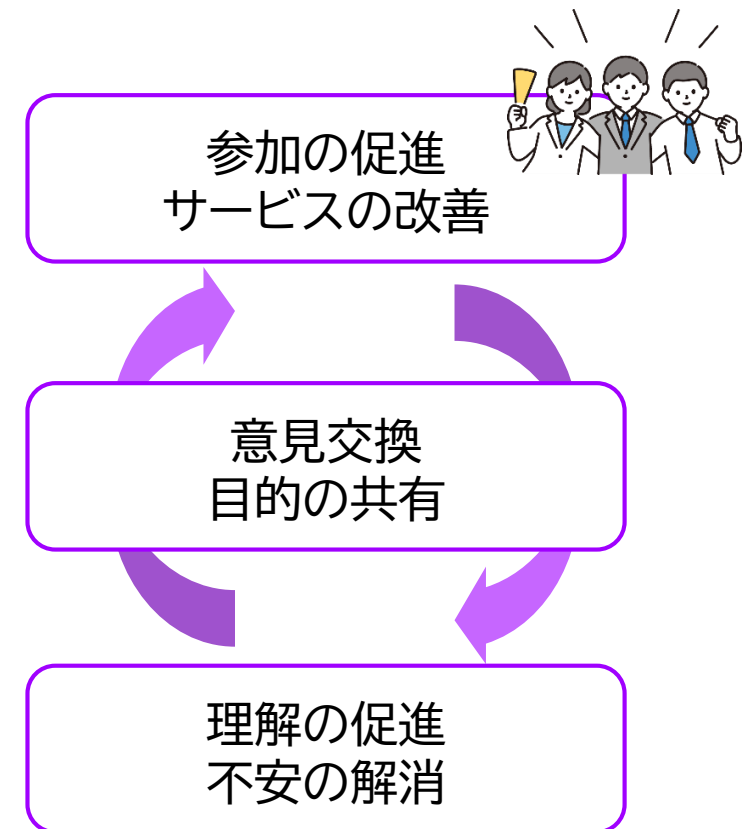 参加の促進
サービスの改善
意見交換
目的の共有
理解の促進
不安の解消